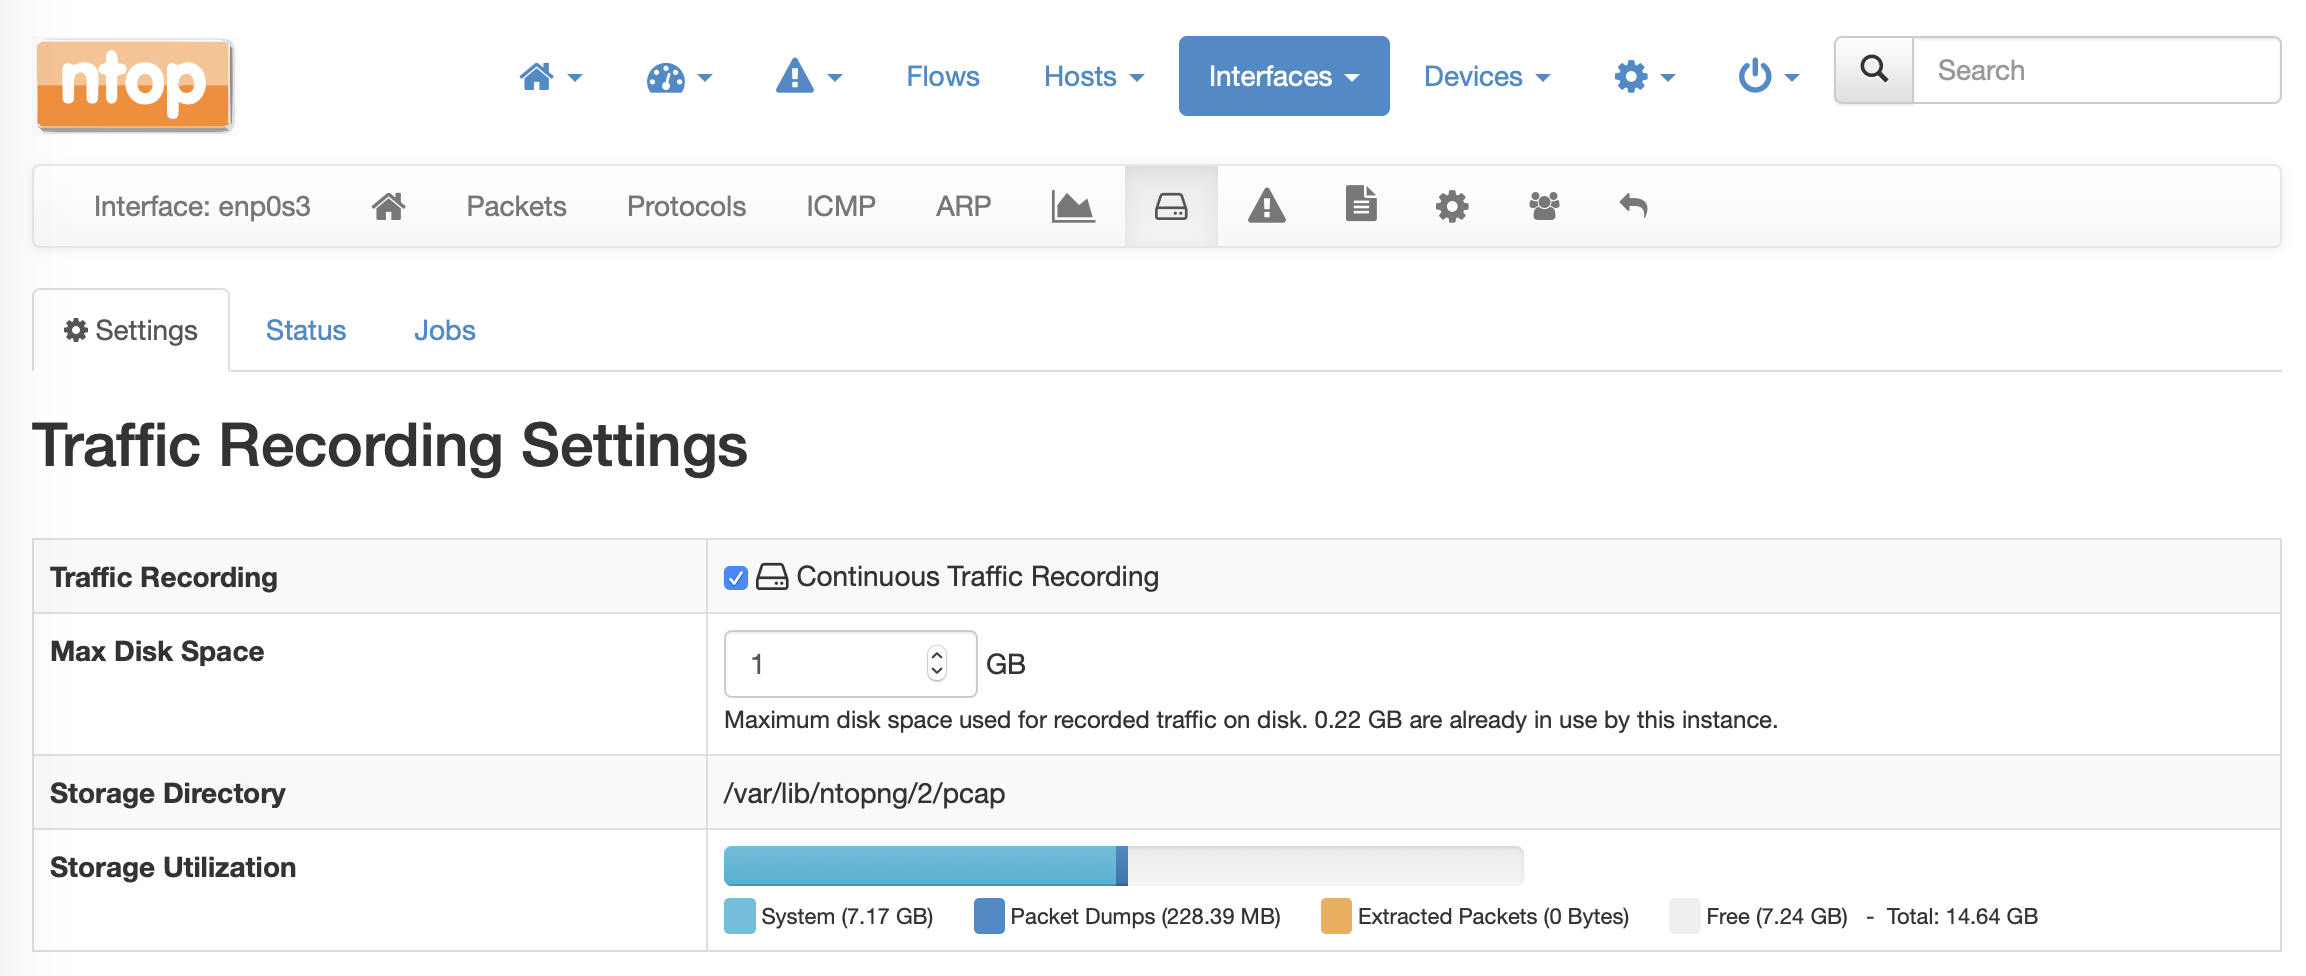 ntop
Flows Hosts Interfaces Devices Search
Interface: enp0s3 Packets Protocols ICMP ARP
Settings Status Jobs
Traffic Recording Settings
Traffic Recording Continuous Traffic Recording
Max Disk Space 1 GB
Maximum disk space used for recorded traffic on disk. 0.22 GB are already in use by this instance.
Storage Directory /var/lib/ntopng/2/pcap
Storage Utilization
System (7.17 GB) Packet Dumps (228.39 MB) Extracted Packets (0 Bytes) Free (7.24 GB) - Total: 14.64 GB